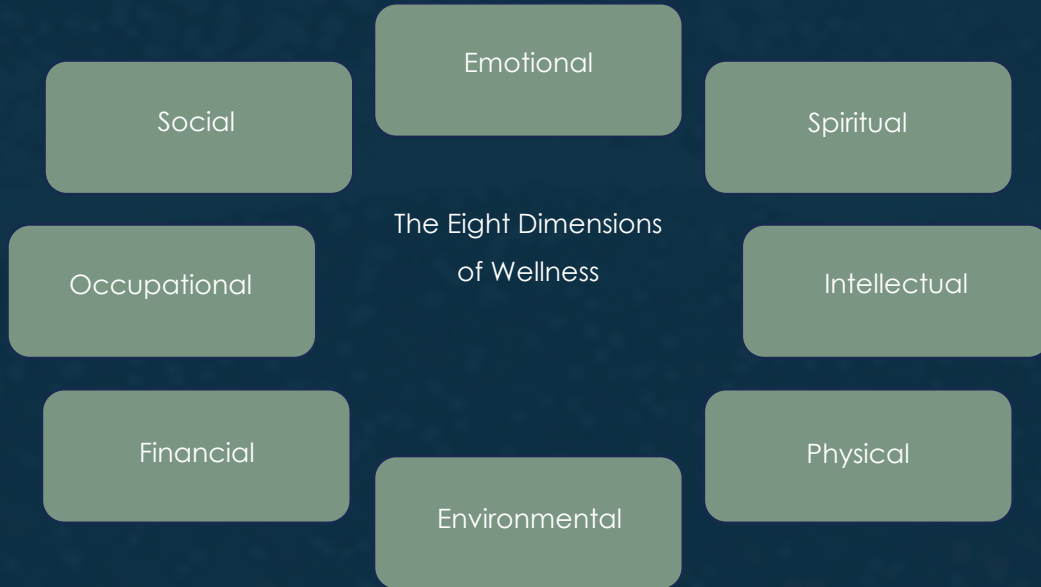 Emotional
Social
Spiritual
The Eight Dimensions
of Wellness
Occupational
Intellectual
Financial
Physical
Environmental